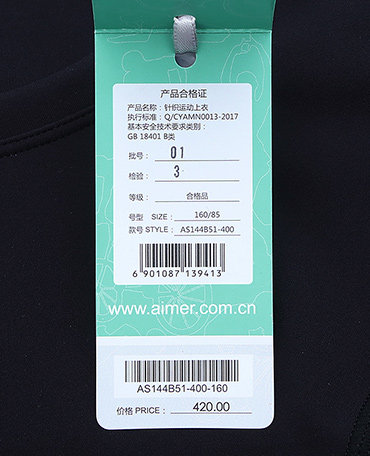 产品合格证
产品名称：针织运动上衣
执行标准：Q/CYAMN0013-2017
基本安全技术要求类别：
GB 18401 B类
批号： 01
检验： 3
等级： 合格品
号型 SIZE： 160/85
款号 STYLE： AS144B51-400
6 901087 139413
www.aimer.com.cn
AS144B51-400-160
价格 PRICE： 420.00